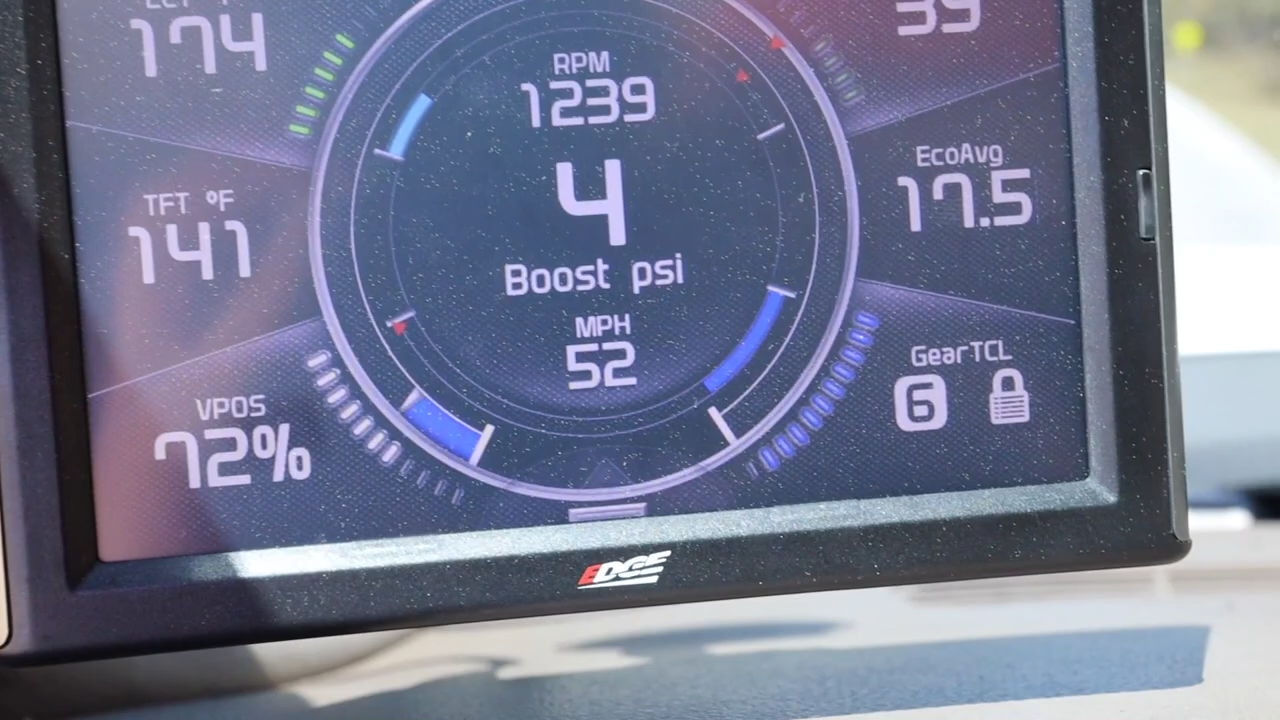 174
39
RPM
1239
EcoAvg
17.5
TFT °F
141
4
Boost psi
MPH
52
GearTCL
6
VPOS
72%
EDGE